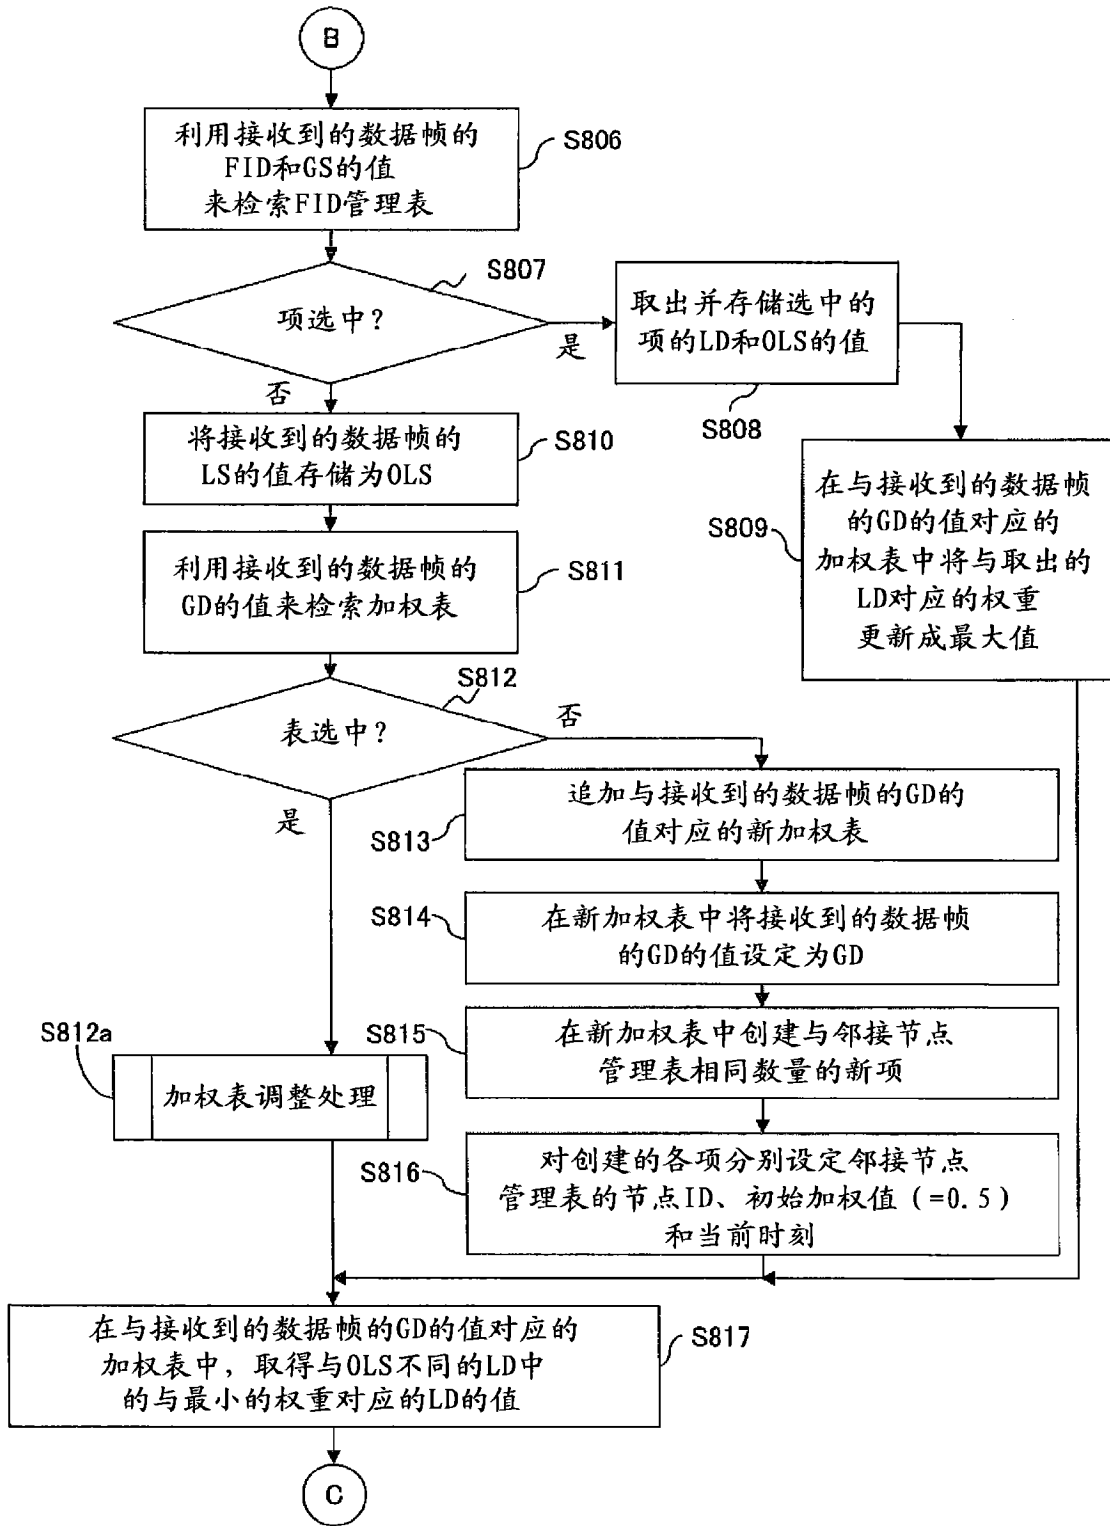 B
利用接收到的数据帧的
FID和GS的值
来检索FID管理表
S806
项选中?
S807
是
否
取出并存储选中的
项的LD和OLS的值
S808
在与接收到的数据帧
的GD的值对应的
加权表中将与取出的
LD对应的权重
更新成最大值
S809
将接收到的数据帧的
LS的值存储为OLS
S810
利用接收到的数据帧的
GD的值来检索加权表
S811
表选中?
S812
否
是
追加与接收到的数据帧的GD的
值对应的新加权表
S813
在新加权表中将接收到的数据帧
的GD的值设定为GD
S814
在新加权表中创建与邻接节点
管理表相同数量的新项
S815
S812a
加权表调整处理
对创建的各项分别设定邻接节点
管理表的节点ID、初始加权值(=0.5)
和当前时刻
S816
在与接收到的数据帧的GD的值对应的
加权表中，取得与OLS不同的LD中
的与最小的权重对应的LD的值
S817
C